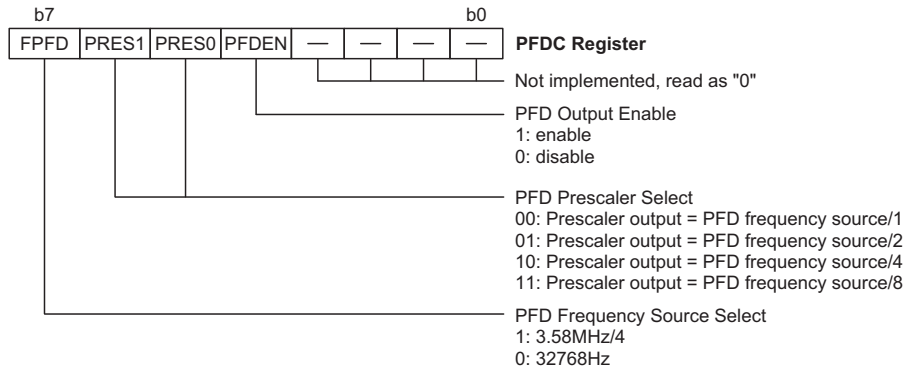 b7 b0
FPFD PRES1 PRES0 PFDEN — — — — PFDC Register
Not implemented, read as "0"
PFD Output Enable
1: enable
0: disable
PFD Prescaler Select
00: Prescaler output = PFD frequency source/1
01: Prescaler output = PFD frequency source/2
10: Prescaler output = PFD frequency source/4
11: Prescaler output = PFD frequency source/8
PFD Frequency Source Select
1: 3.58MHz/4
0: 32768Hz